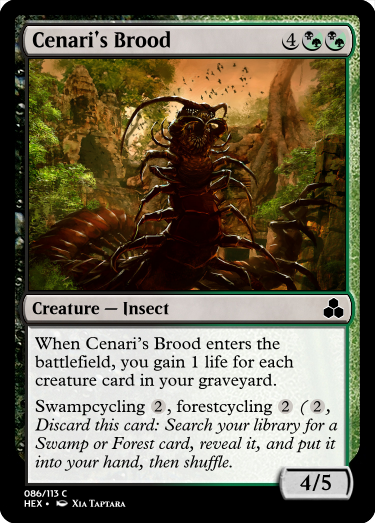 Cenari's Brood 4
Creature — Insect
When Cenari's Brood enters the
battlefield, you gain 1 life for each
creature card in your graveyard.
Swampcycling 2, forestcycling 2 (2,
Discard this card: Search your library for a
Swamp or Forest card, reveal it, and put it
into your hand, then shuffle.
4/5
086/113 C
HEX • Xia Taptara